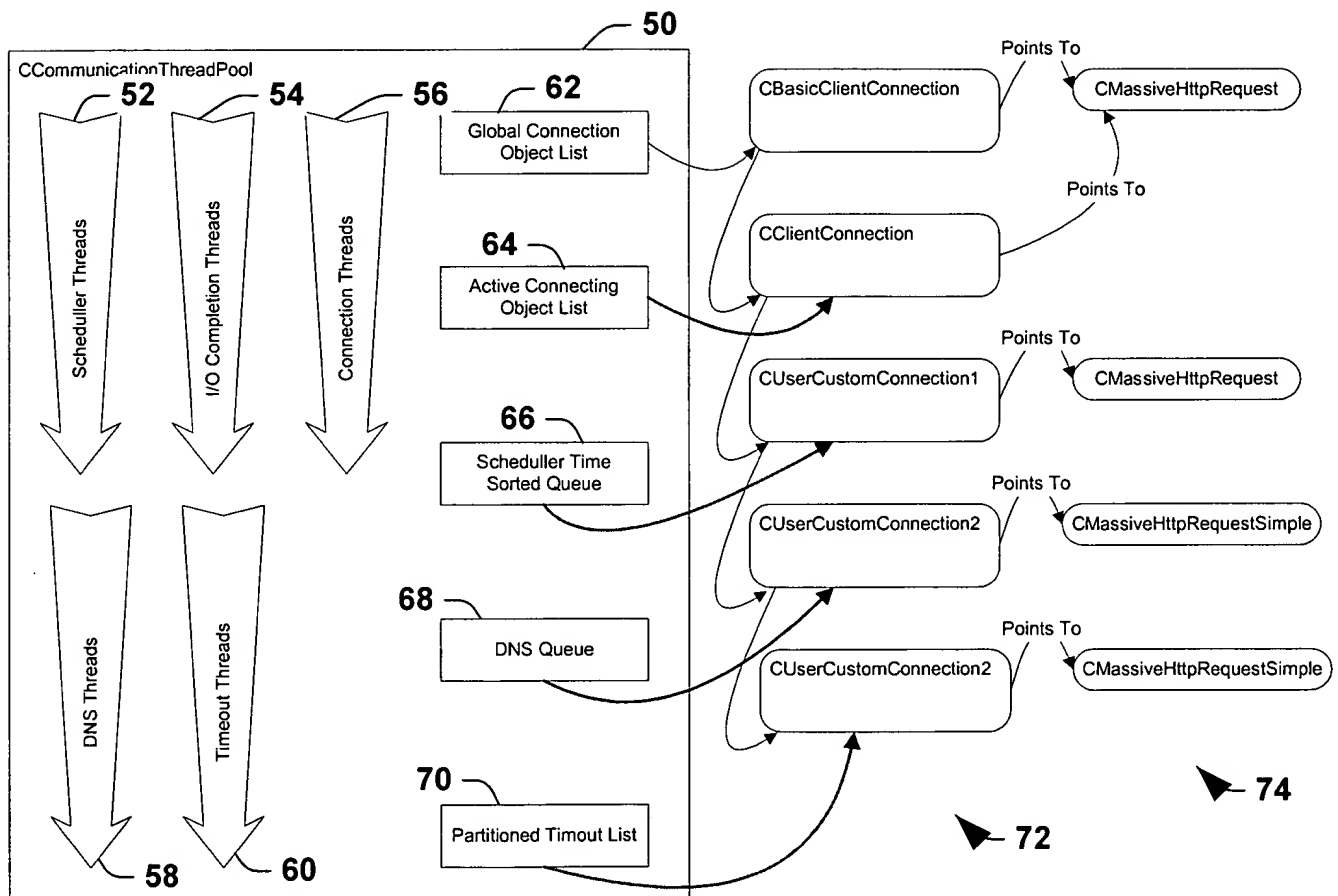 50
CCommunicationThreadPool
52
54
56
Scheduller Threads
I/O Completion Threads
Connection Threads
DNS Threads
Timeout Threads
58
60
62
Global Connection
Object List
64
Active Connecting
Object List
66
Scheduller Time
Sorted Queue
68
DNS Queue
70
Partitioned Timout List
CBasicClientConnection
Points To
CMassiveHttpRequest
CClientConnection
Points To
CUserCustomConnection1
Points To
CMassiveHttpRequest
CUserCustomConnection2
Points To
CMassiveHttpRequestSimple
CUserCustomConnection2
Points To
CMassiveHttpRequestSimple
72
74